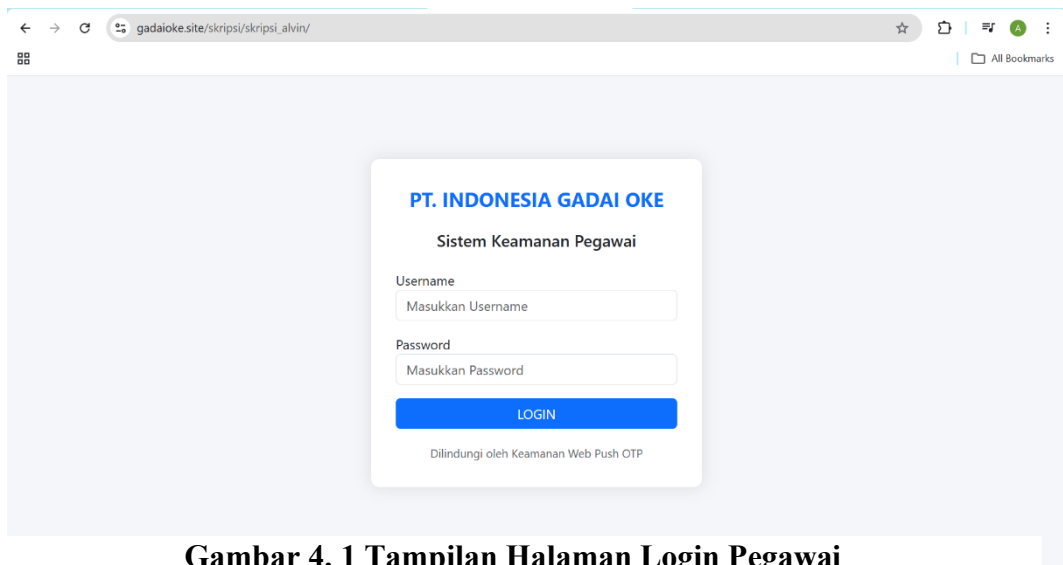 gadaioke.site/skripsi/skripsi_alvin/
A
All Bookmarks
PT. INDONESIA GADAI OKE
Sistem Keamanan Pegawai
Username
Masukkan Username
Password
Masukkan Password
LOGIN
Dilindungi oleh Keamanan Web Push OTP
Gambar 4. 1 Tampilan Halaman Login Pegawai